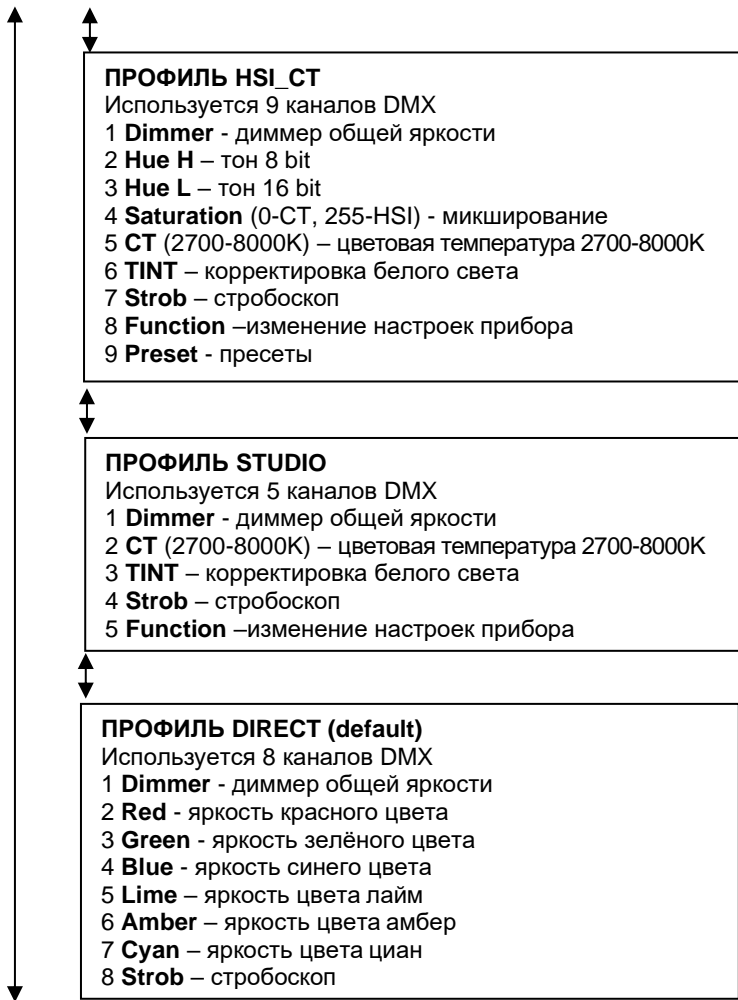 ПРОФИЛЬ HSI_CT
Используется 9 каналов DMX
1 Dimmer - диммер общей яркости
2 Hue H – тон 8 bit
3 Hue L – тон 16 bit
4 Saturation (0-CT, 255-HSI) - микширование
5 CT (2700-8000K) – цветовая температура 2700-8000K
6 TINT – корректировка белого света
7 Strob – стробоскоп
8 Function –изменение настроек прибора
9 Preset - пресеты
ПРОФИЛЬ STUDIO
Используется 5 каналов DMX
1 Dimmer - диммер общей яркости
2 CT (2700-8000K) – цветовая температура 2700-8000K
3 TINT – корректировка белого света
4 Strob – стробоскоп
5 Function –изменение настроек прибора
ПРОФИЛЬ DIRECT (default)
Используется 8 каналов DMX
1 Dimmer - диммер общей яркости
2 Red - яркость красного цвета
3 Green - яркость зелёного цвета
4 Blue - яркость синего цвета
5 Lime – яркость цвета лайм
6 Amber – яркость цвета амбер
7 Cyan – яркость цвета циан
8 Strob – стробоскоп